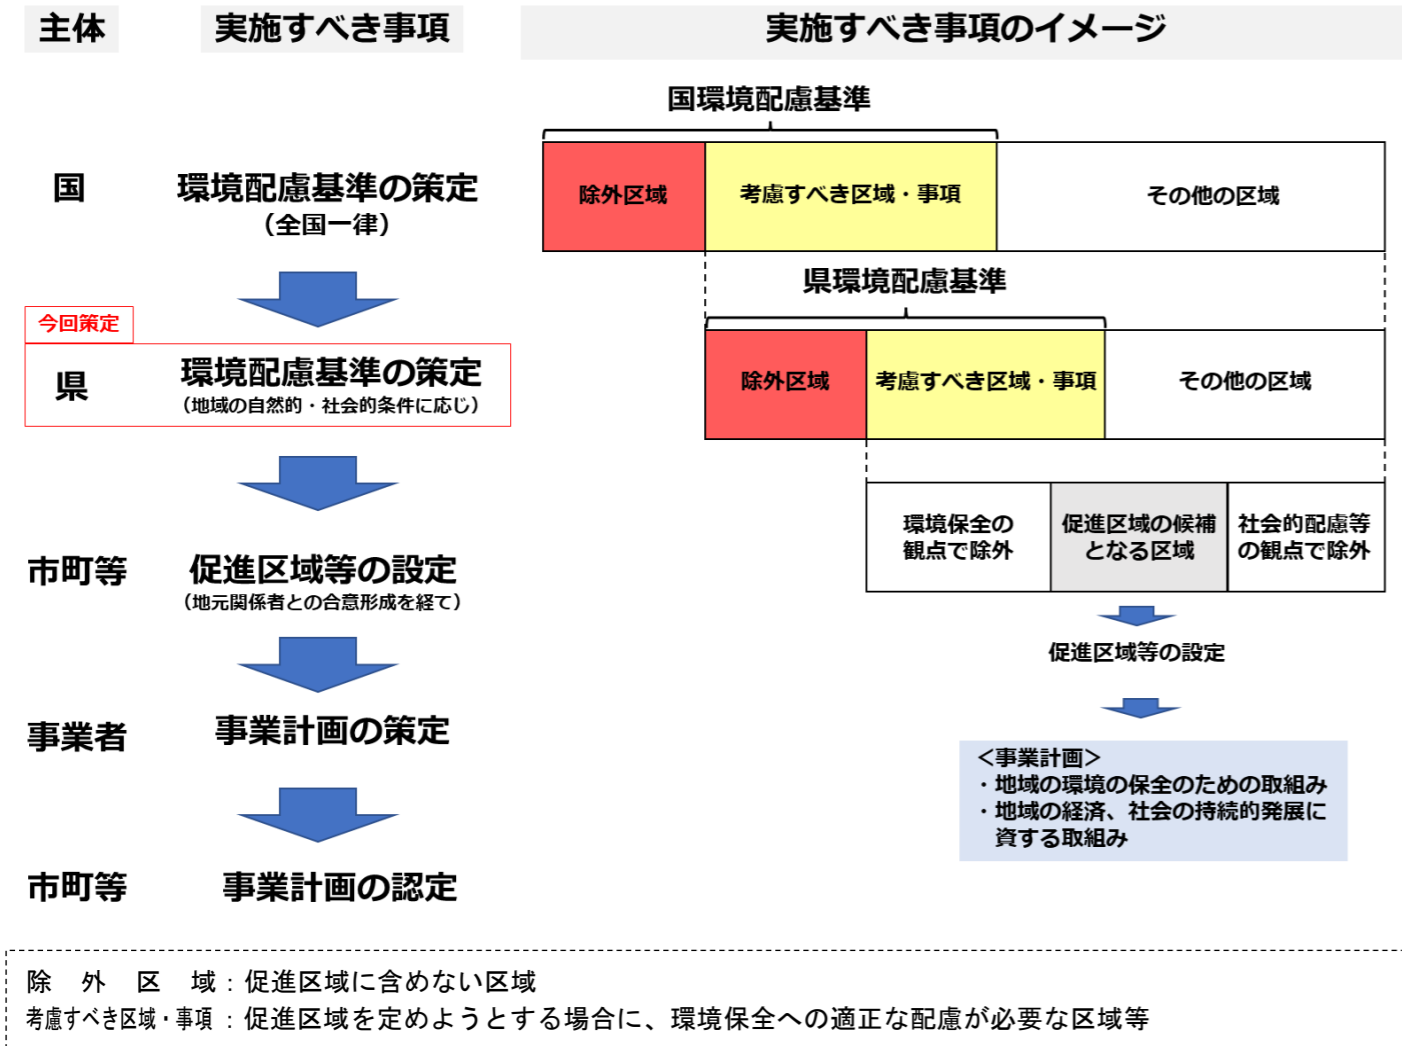 主体
実施すべき事項
実施すべき事項のイメージ
国環境配慮基準
国
環境配慮基準の策定
（全国一律）
除外区域
考慮すべき区域・事項
その他の区域
県環境配慮基準
今回策定
県
環境配慮基準の策定
（地域の自然的・社会的条件に応じ）
除外区域
考慮すべき区域・事項
その他の区域
市町等
促進区域等の設定
（地元関係者との合意形成を経て）
環境保全の
観点で除外
促進区域の候補
となる区域
社会的配慮等
の観点で除外
促進区域等の設定
事業者
事業計画の策定
＜事業計画＞
・地域の環境の保全のための取組み
・地域の経済、社会の持続的発展に
資する取組み
市町等
事業計画の認定
除　外　区　域：促進区域に含めない区域
考慮すべき区域・事項：促進区域を定めようとする場合に、環境保全への適正な配慮が必要な区域等